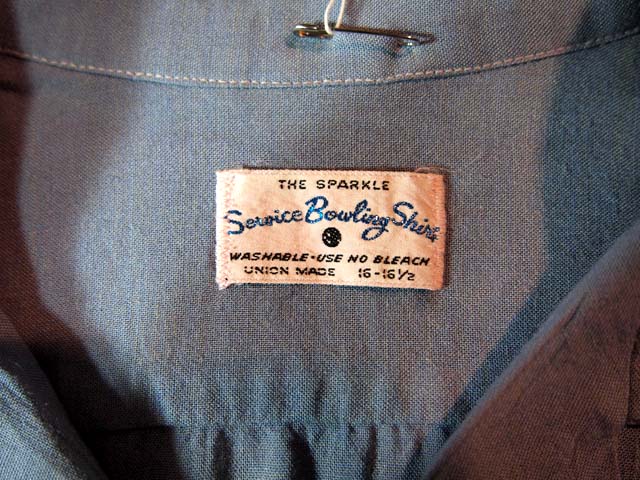 THE SPARKLE
Service Bowling Shirt
WASHABLE-USE NO BLEACH
UNION MADE 16-16½